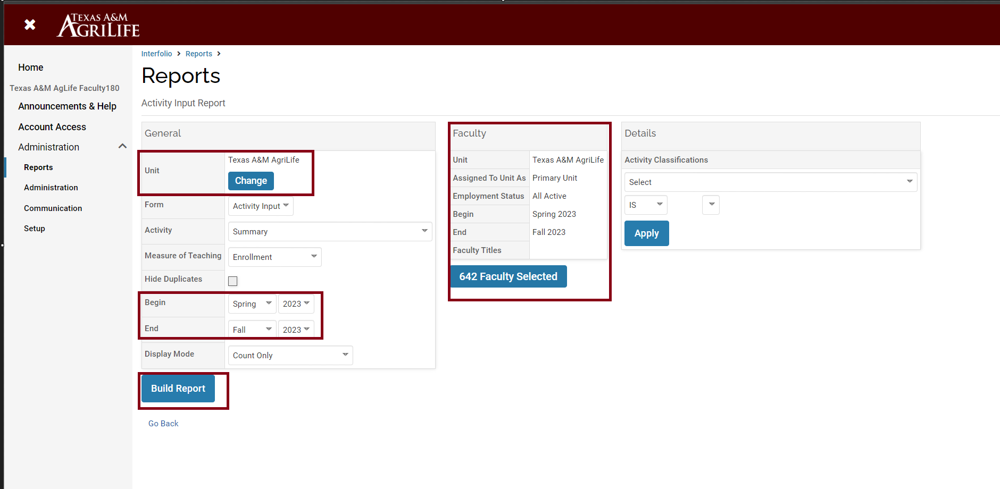 TEXAS A&M
AGRILIFE
Interfolio > Reports >
Reports
Activity Input Report
Home
Texas A&M AgLife Faculty180
Announcements & Help
Account Access
Administration
Reports
Administration
Communication
Setup
General
Unit
Texas A&M AgriLife
Change
Form
Activity Input
Activity
Summary
Measure of Teaching
Enrollment
Hide Duplicates
Begin
Spring
2023
End
Fall
2023
Display Mode
Count Only
Build Report
Go Back
Faculty
Unit
Texas A&M AgriLife
Assigned To Unit As
Primary Unit
Employment Status
All Active
Begin
Spring 2023
End
Fall 2023
Faculty Titles
642 Faculty Selected
Details
Activity Classifications
Select
IS
Apply